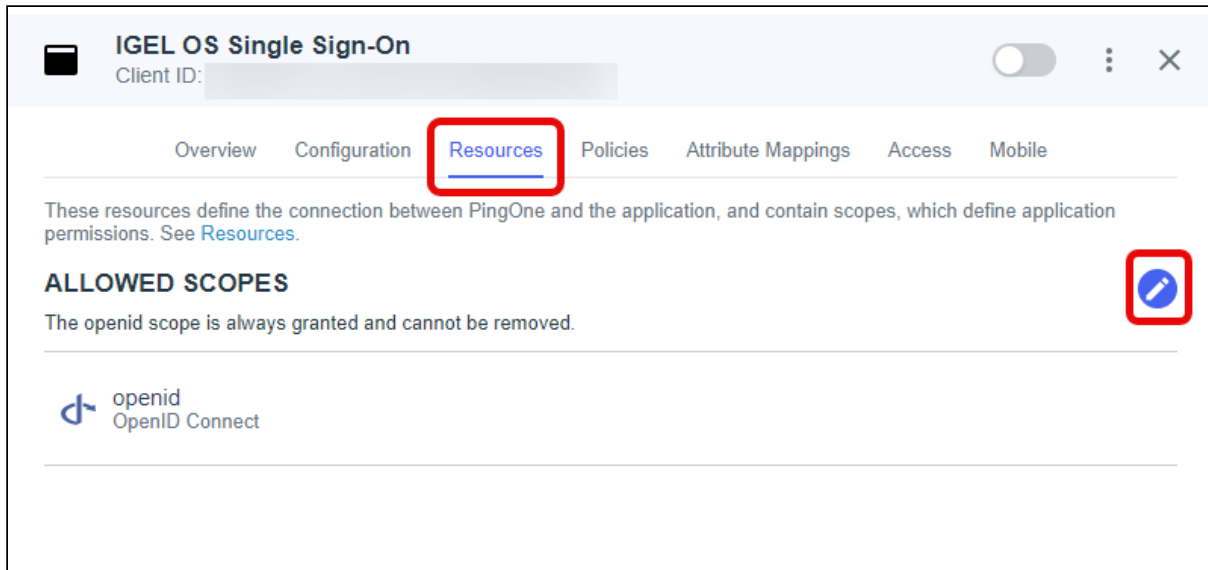 IGEL OS Single Sign-On
Client ID:
Overview Configuration Resources Policies Attribute Mappings Access Mobile
These resources define the connection between PingOne and the application, and contain scopes, which define application
permissions. See Resources.
ALLOWED SCOPES
The openid scope is always granted and cannot be removed.
openid
OpenID Connect